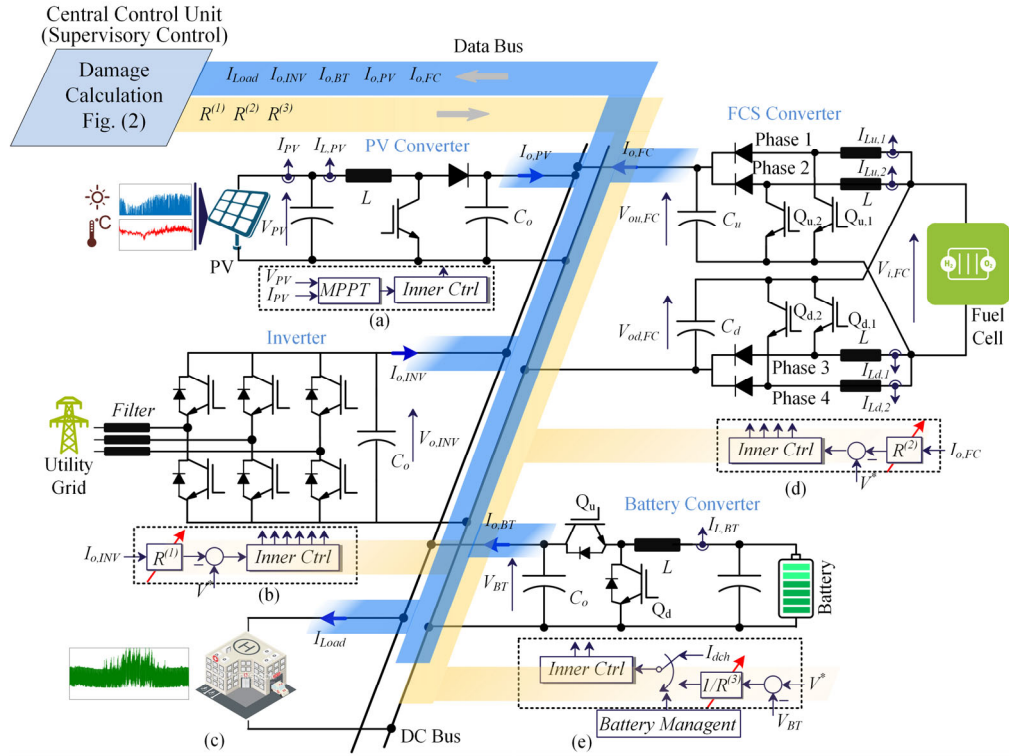 Central Control Unit
(Supervisory Control)
Damage
Calculation
Fig. (2)
Data Bus
I_Load I_o,INV I_o,BT I_o,PV I_o,FC
R^(1) R^(2) R^(3)
PV Converter
I_PV
I_L,PV
I_o,PV
L
V_PV
C_o
°C
PV
V_PV
I_PV
MPPT
Inner Ctrl
(a)
FCS Converter
I_o,FC
Phase 1
Phase 2
I_Lu,1
I_Lu,2
L
Q_u,2
Q_u,1
V_ou,FC
C_u
V_i,FC
H₂
O₂
Fuel
Cell
V_od,FC
C_d
Q_d,2
Q_d,1
L
Phase 3
Phase 4
I_Ld,1
I_Ld,2
Inner Ctrl
−
R^(2)
I_o,FC
V*
(d)
Inverter
I_o,INV
Filter
Utility
Grid
C_o
V_o,INV
I_o,INV
R^(1)
−
Inner Ctrl
V*
(b)
Battery Converter
I_o,BT
Q_u
I_L,BT
L
V_BT
C_o
Q_d
Battery
Inner Ctrl
I_dch
1/R^(3)
V*
−
V_BT
Battery Managent
(e)
I_Load
H
(c)
DC Bus